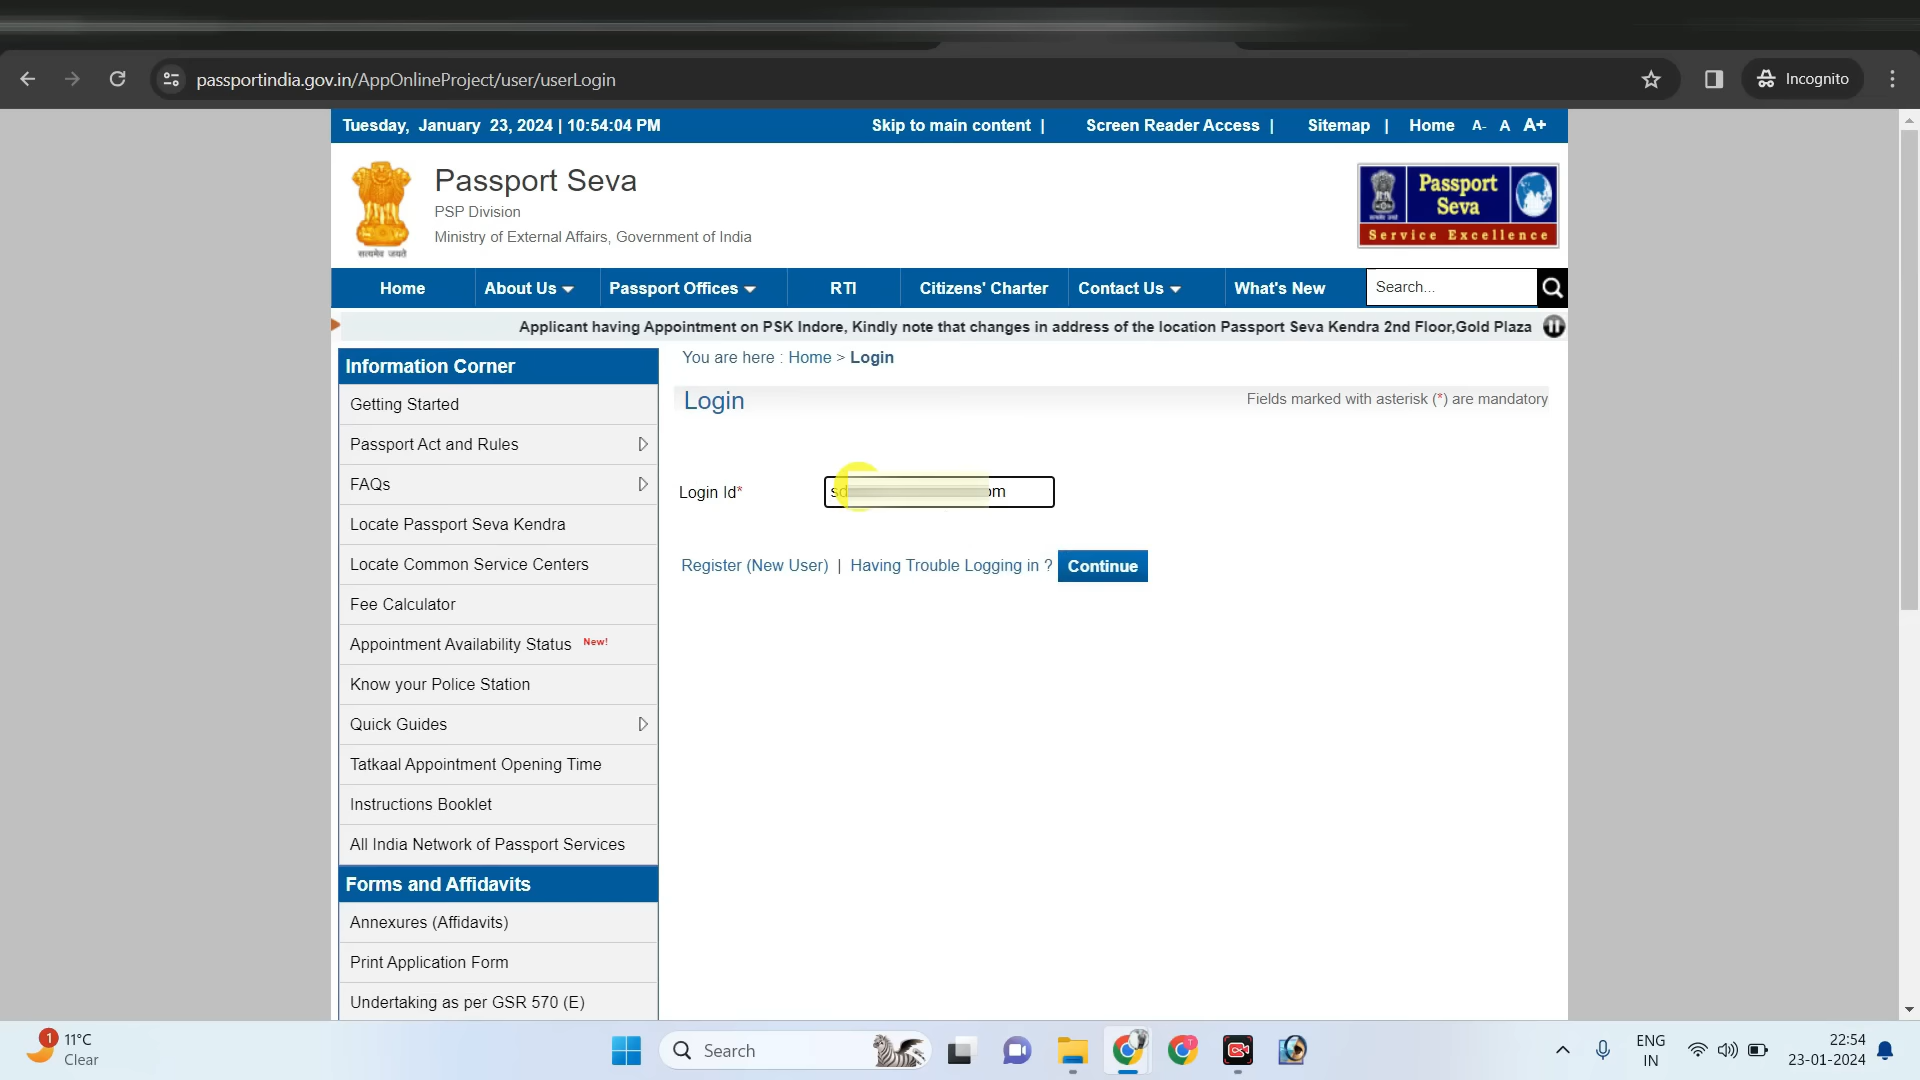 passportindia.gov.in/AppOnlineProject/user/userLogin
Incognito
Tuesday, January 23, 2024 | 10:54:04 PM
Skip to main content |
Screen Reader Access |
Sitemap |
Home
A- A A+
Passport Seva
PSP Division
Ministry of External Affairs, Government of India
सत्यमेव जयते
Passport
Seva
Service Excellence
Home
About Us
Passport Offices
RTI
Citizens' Charter
Contact Us
What's New
Search...
Applicant having Appointment on PSK Indore, Kindly note that changes in address of the location Passport Seva Kendra 2nd Floor,Gold Plaza
Information Corner
Getting Started
Passport Act and Rules
FAQs
Locate Passport Seva Kendra
Locate Common Service Centers
Fee Calculator
Appointment Availability Status New!
Know your Police Station
Quick Guides
Tatkaal Appointment Opening Time
Instructions Booklet
All India Network of Passport Services
Forms and Affidavits
Annexures (Affidavits)
Print Application Form
Undertaking as per GSR 570 (E)
You are here : Home > Login
Login
Fields marked with asterisk (*) are mandatory
Login Id*
Register (New User) | Having Trouble Logging in ?
Continue
1
11°C
Clear
Search
ENG
IN
22:54
23-01-2024